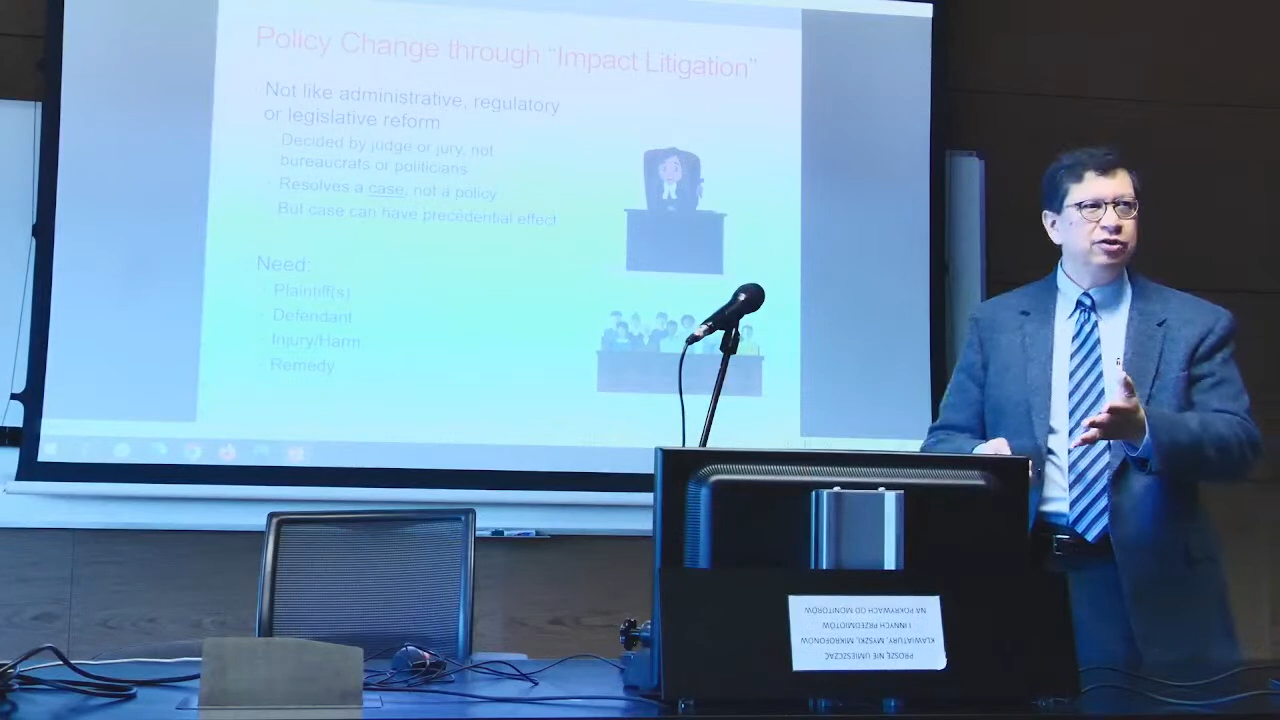 Policy Change through "Impact Litigation"
Not like administrative, regulatory
or legislative reform
Decided by judge or jury, not
bureaucrats or politicians
- Resolves a case, not a policy
But case can have precedential effect
Need:
- Plaintiff(s)
- Defendant
- Injury/Harm
- Remedy
PROSZĘ NIE UMIESZCZAĆ
KLAWIATURY, MYSZKI, MIKROFONÓW
I INNYCH PRZEDMIOTÓW
NA POKRYWACH OD MONITORÓW